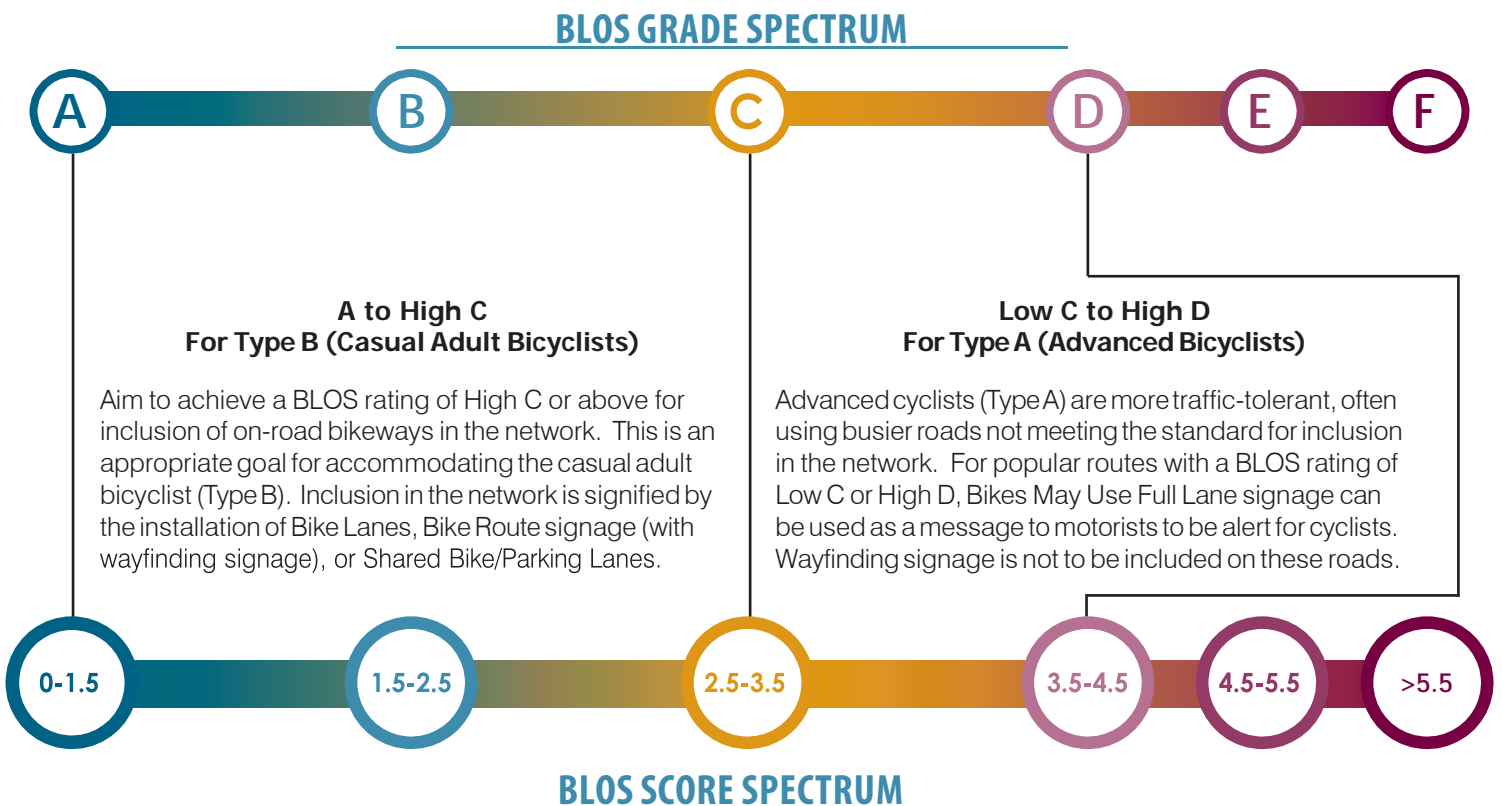 BLOS GRADE SPECTRUM
A B C D E F
A to High C
For Type B (Casual Adult Bicyclists)
Aim to achieve a BLOS rating of High C or above for
inclusion of on-road bikeways in the network. This is an
appropriate goal for accommodating the casual adult
bicyclist (Type B). Inclusion in the network is signified by
the installation of Bike Lanes, Bike Route signage (with
wayfinding signage), or Shared Bike/Parking Lanes.
Low C to High D
For Type A (Advanced Bicyclists)
Advanced cyclists (Type A) are more traffic-tolerant, often
using busier roads not meeting the standard for inclusion
in the network. For popular routes with a BLOS rating of
Low C or High D, Bikes May Use Full Lane signage can
be used as a message to motorists to be alert for cyclists.
Wayfinding signage is not to be included on these roads.
0-1.5 1.5-2.5 2.5-3.5 3.5-4.5 4.5-5.5 >5.5
BLOS SCORE SPECTRUM